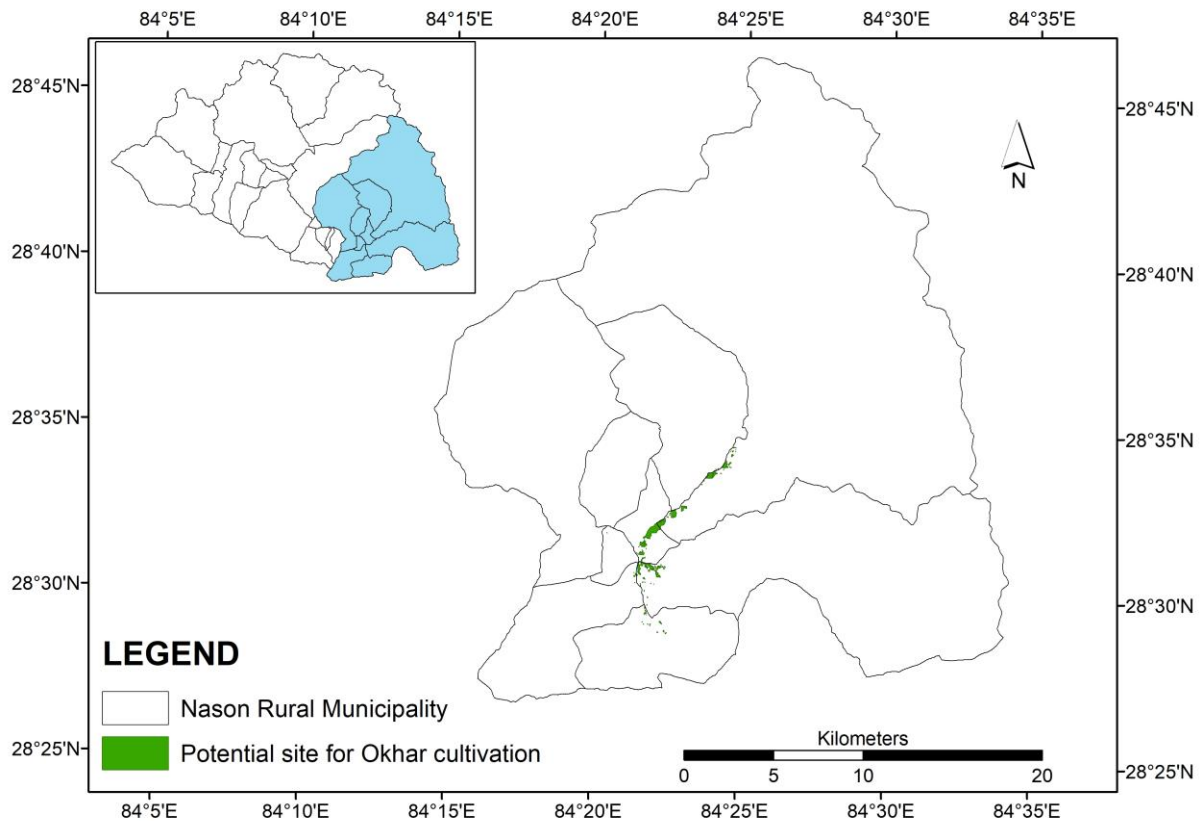 84°5'E 84°10'E 84°15'E 84°20'E 84°25'E 84°30'E 84°35'E
28°45'N 28°45'N
N
28°40'N 28°40'N
28°35'N 28°35'N
28°30'N 28°30'N
LEGEND
Nason Rural Municipality
Potential site for Okhar cultivation
Kilometers
0 5 10 20
28°25'N 28°25'N
84°5'E 84°10'E 84°15'E 84°20'E 84°25'E 84°30'E 84°35'E